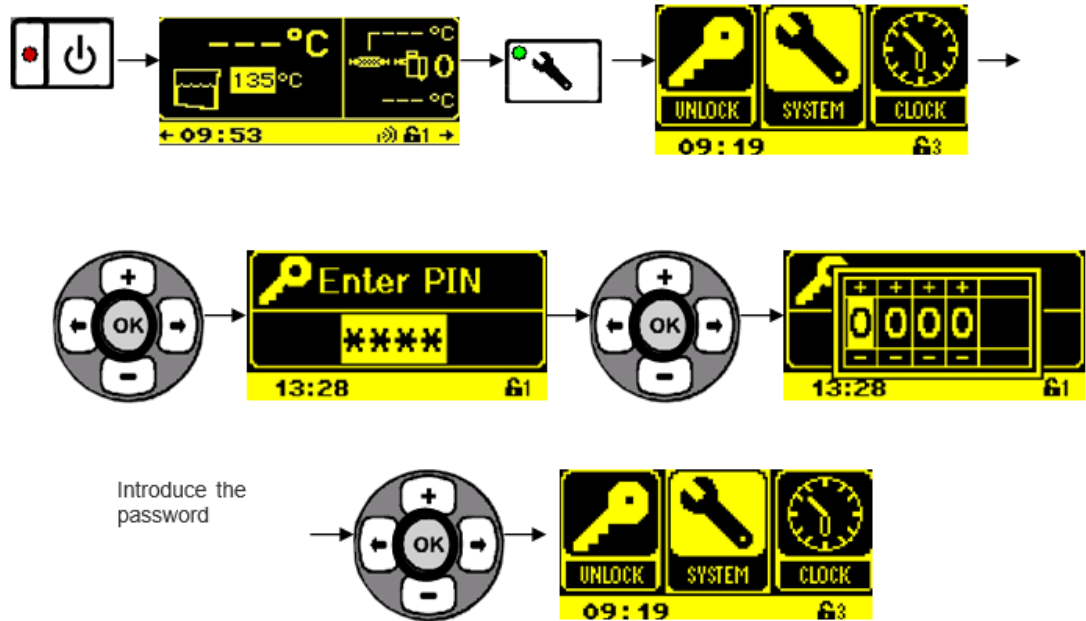 ---°C
---°C
135°C
0
---°C
← 09:53 1 →
UNLOCK SYSTEM CLOCK
09:19 3
+
← OK →
−
Enter PIN
****
13:28 1
+
← OK →
−
+ + + +
0 0 0 0
− − − −
13:28 1
Introduce the
password
+
← OK →
−
UNLOCK SYSTEM CLOCK
09:19 3